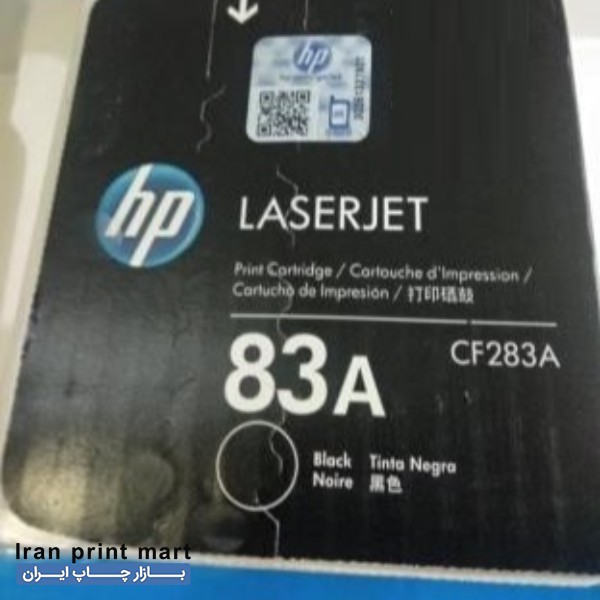 hp
hp
LASERJET
Print Cartridge / Cartouche d'Impression /
Cartucho de Impresión / 打印硒鼓
83A
CF283A
Black Tinta Negra
Noire 黑色
Iran print mart
بازار چاپ ایران